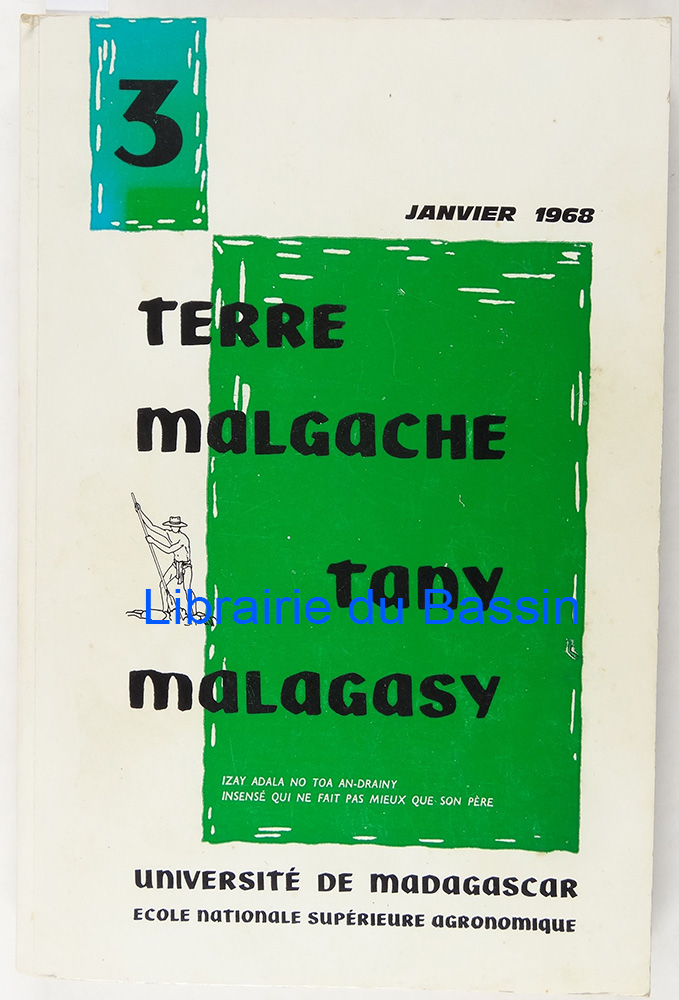 3
JANVIER 1968
TERRE
MALGACHE
TANY
Librairie du Bassin
MALAGASY
IZAY ADALA NO TOA AN-DRAINY
INSENSÉ QUI NE FAIT PAS MIEUX QUE SON PÈRE
UNIVERSITÉ DE MADAGASCAR
ECOLE NATIONALE SUPÉRIEURE AGRONOMIQUE